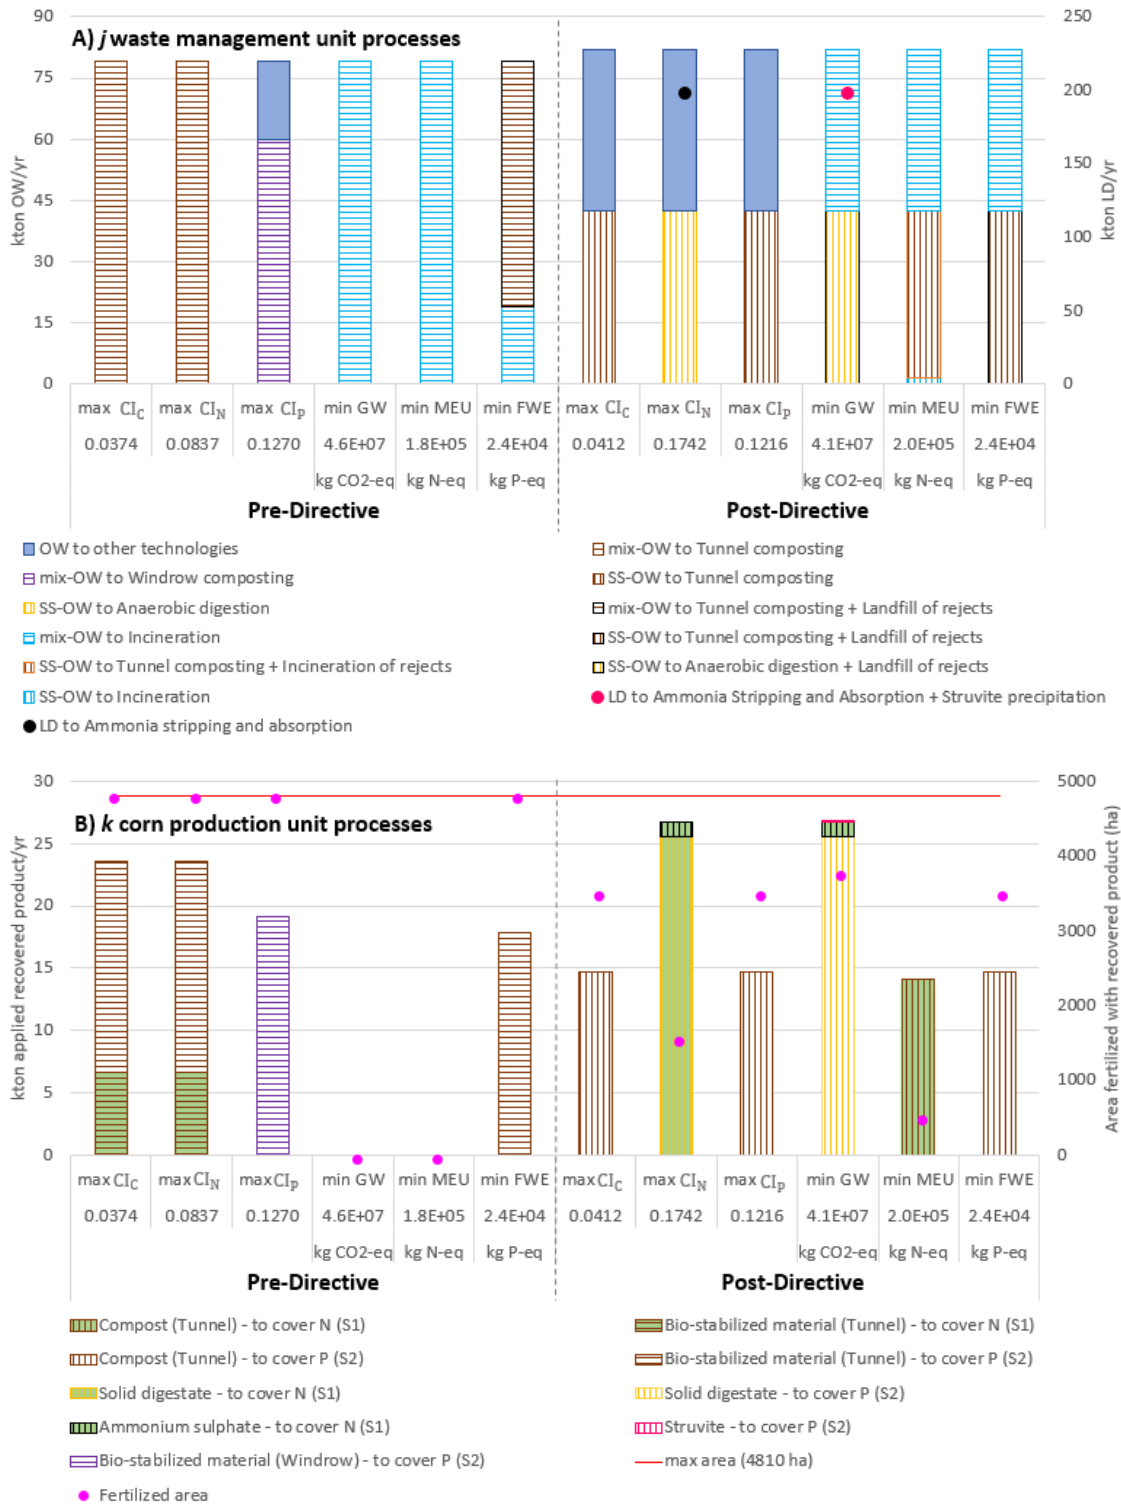 90
250
A) j waste management unit processes
75
200
60
150
45
100
30
50
15
0
0
kton OW/yr
kton LD/yr
max CI_C max CI_N max CI_P min GW min MEU min FWE max CI_C max CI_N max CI_P min GW min MEU min FWE
0.0374 0.0837 0.1270 4.6E+07 1.8E+05 2.4E+04 0.0412 0.1742 0.1216 4.1E+07 2.0E+05 2.4E+04
kg CO2-eq kg N-eq kg P-eq kg CO2-eq kg N-eq kg P-eq
Pre-Directive Post-Directive
OW to other technologies
mix-OW to Tunnel composting
mix-OW to Windrow composting
SS-OW to Tunnel composting
SS-OW to Anaerobic digestion
mix-OW to Tunnel composting + Landfill of rejects
mix-OW to Incineration
SS-OW to Tunnel composting + Landfill of rejects
SS-OW to Tunnel composting + Incineration of rejects
SS-OW to Anaerobic digestion + Landfill of rejects
SS-OW to Incineration
LD to Ammonia Stripping and Absorption + Struvite precipitation
LD to Ammonia stripping and absorption
30
5000
B) k corn production unit processes
25
4000
20
3000
15
2000
10
1000
5
0
0
kton applied recovered product/yr
Area fertilized with recovered product (ha)
max CI_C max CI_N max CI_P min GW min MEU min FWE max CI_C max CI_N max CI_P min GW min MEU min FWE
0.0374 0.0837 0.1270 4.6E+07 1.8E+05 2.4E+04 0.0412 0.1742 0.1216 4.1E+07 2.0E+05 2.4E+04
kg CO2-eq kg N-eq kg P-eq kg CO2-eq kg N-eq kg P-eq
Pre-Directive Post-Directive
Compost (Tunnel) - to cover N (S1)
Bio-stabilized material (Tunnel) - to cover N (S1)
Compost (Tunnel) - to cover P (S2)
Bio-stabilized material (Tunnel) - to cover P (S2)
Solid digestate - to cover N (S1)
Solid digestate - to cover P (S2)
Ammonium sulphate - to cover N (S1)
Struvite - to cover P (S2)
Bio-stabilized material (Windrow) - to cover P (S2)
max area (4810 ha)
Fertilized area